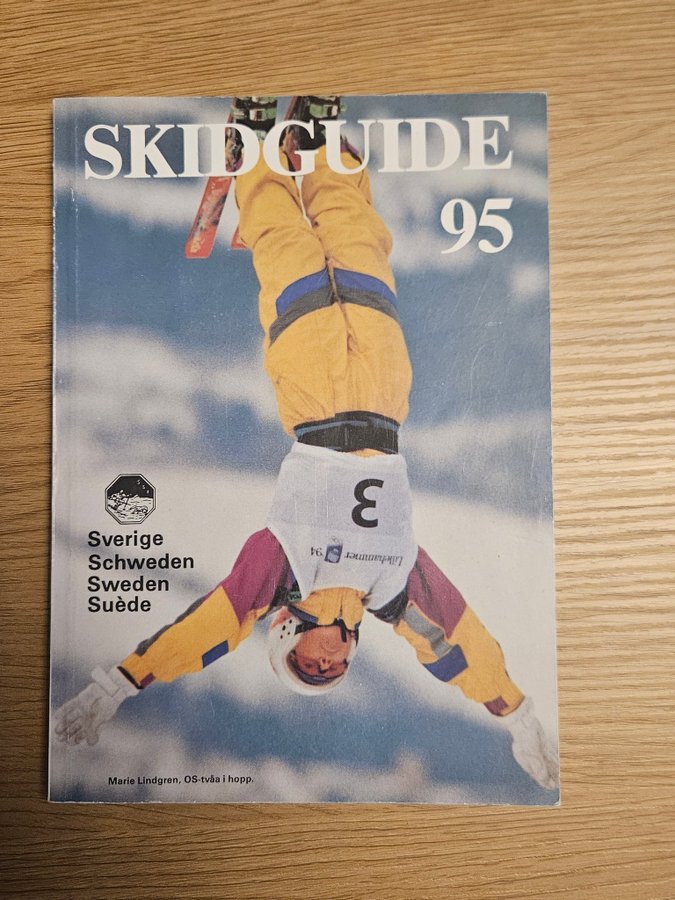 SKIDGUIDE
95
3
Lillehammer '94
Sverige
Schweden
Sweden
Suède
Marie Lindgren, OS-tvåa i hopp.